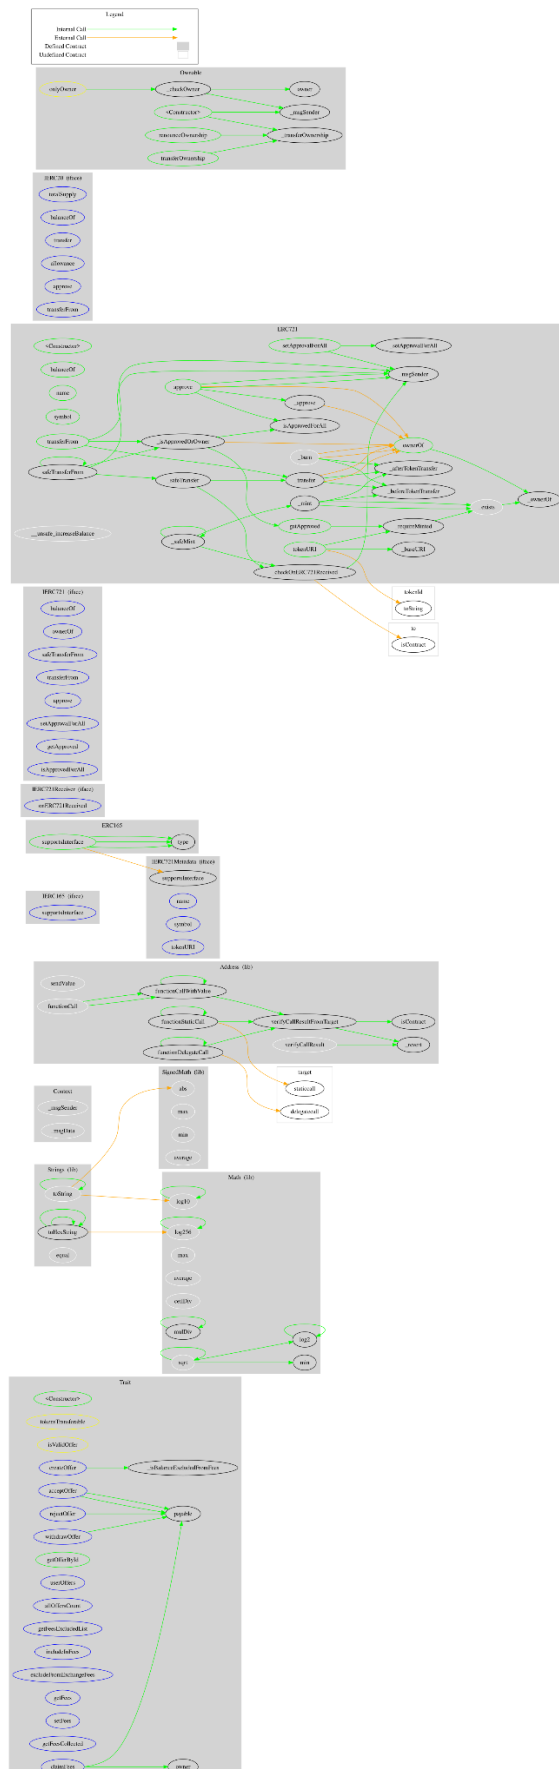 Legend
Internal Call
External Call
Defined Contract
Undefined Contract
Ownable
onlyOwner
_checkOwner
owner
<Constructor>
_msgSender
renounceOwnership
_transferOwnership
transferOwnership
IERC20 (iface)
totalSupply
balanceOf
transfer
allowance
approve
transferFrom
ERC721
<Constructor>
setApprovalForAll
_setApprovalForAll
balanceOf
_msgSender
name
approve
_approve
symbol
_isApprovedForAll
transferFrom
_isApprovedOrOwner
ownerOf
_burn
_afterTokenTransfer
safeTransferFrom
_safeTransfer
_transfer
_beforeTokenTransfer
_ownerOf
_mint
_exists
getApproved
_requireMinted
__unsafe_increaseBalance
_safeMint
tokenURI
_baseURI
_checkOnERC721Received
tokenId
toString
to
isContract
IERC721 (iface)
balanceOf
ownerOf
safeTransferFrom
transferFrom
approve
setApprovalForAll
getApproved
isApprovedForAll
IERC721Receiver (iface)
onERC721Received
ERC165
supportsInterface
type
IERC721Metadata (iface)
supportsInterface
name
symbol
tokenURI
IERC165 (iface)
supportsInterface
Address (lib)
sendValue
functionCallWithValue
functionCall
functionStaticCall
verifyCallResultFromTarget
isContract
verifyCallResult
_revert
functionDelegateCall
SignedMath (lib)
abs
max
min
average
target
staticcall
delegatecall
Context
_msgSender
_msgData
Strings (lib)
toString
toHexString
equal
Math (lib)
log10
log256
max
average
ceilDiv
mulDiv
log2
sqrt
min
Trait
<Constructor>
isValidOffer
createOffer
acceptOffer
payable
rejectOffer
withdrawOffer
getOfferById
userOffers
allOffersCount
getFeesExcludedList
includeInFees
excludeFromExchangeFees
getFees
setFees
getFeesCollected
claimFees
owner